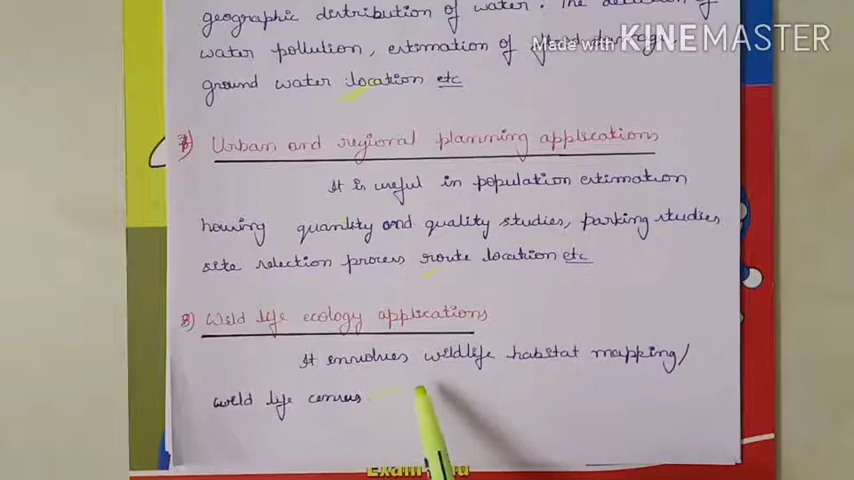 geographic distribution of water. The detection of
water pollution, estimation of flood damage,
Made with KINEMASTER
ground water location etc
7) Urban and regional planning applications
It is useful in population estimation
housing quantity and quality studies, parking studies
site selection process route location etc
8) Wild life ecology applications
It involves wildlife habitat mapping/
wild life census